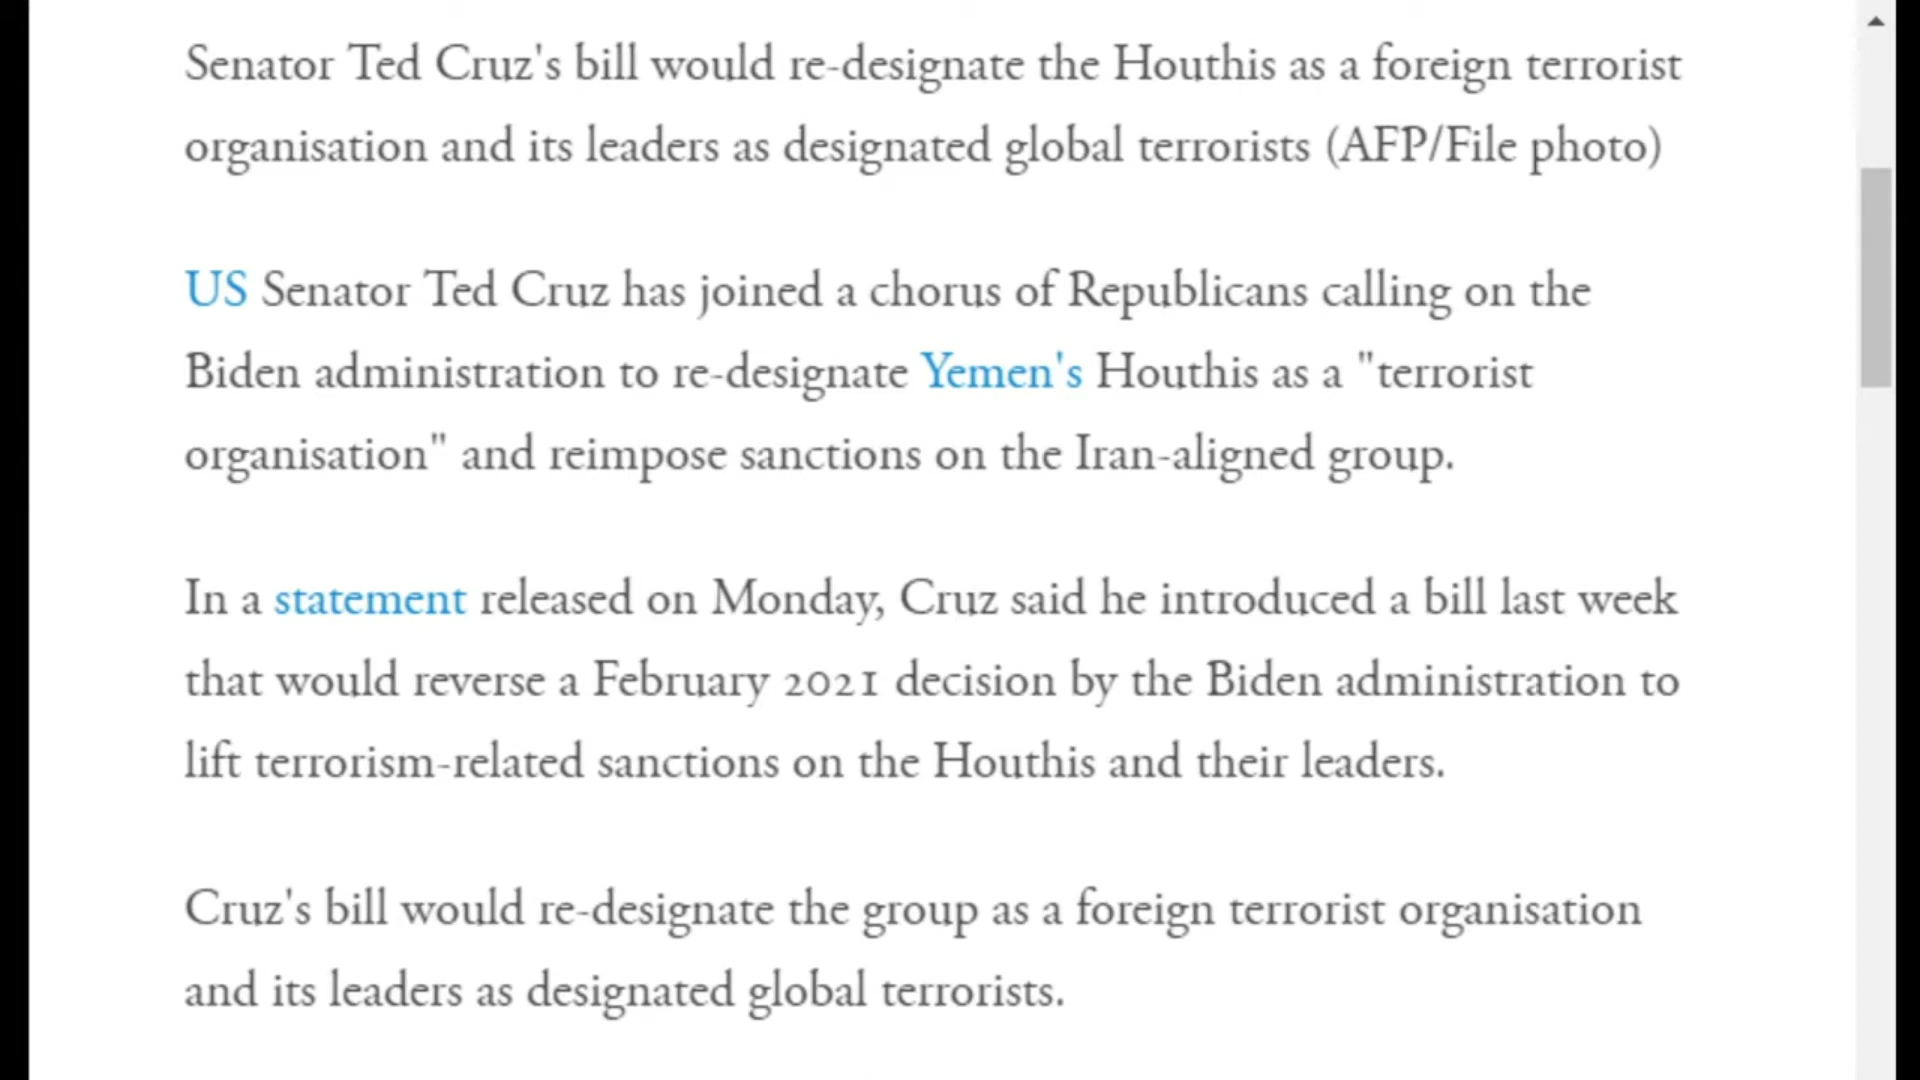 Senator Ted Cruz's bill would re-designate the Houthis as a foreign terrorist
organisation and its leaders as designated global terrorists (AFP/File photo)
US Senator Ted Cruz has joined a chorus of Republicans calling on the
Biden administration to re-designate Yemen's Houthis as a "terrorist
organisation" and reimpose sanctions on the Iran-aligned group.
In a statement released on Monday, Cruz said he introduced a bill last week
that would reverse a February 2021 decision by the Biden administration to
lift terrorism-related sanctions on the Houthis and their leaders.
Cruz's bill would re-designate the group as a foreign terrorist organisation
and its leaders as designated global terrorists.